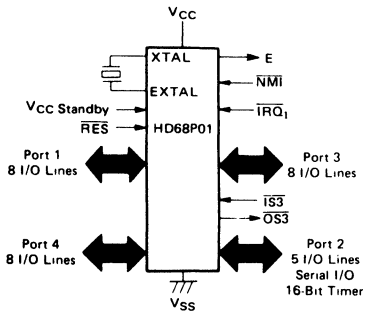 VCC
XTAL
E
NMI
EXTAL
VCC Standby
IRQ1
RES
HD68P01
Port 1
8 I/O Lines
Port 3
8 I/O Lines
IS3
OS3
Port 4
8 I/O Lines
Port 2
5 I/O Lines
Serial I/O
16-Bit Timer
VSS